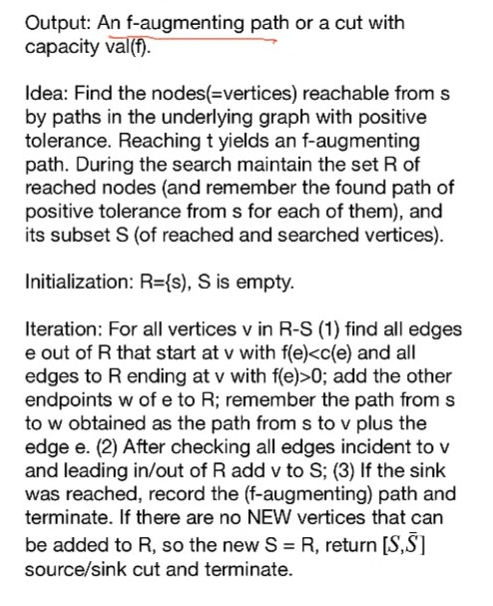 Output: An f-augmenting path or a cut with
capacity val(f).
Idea: Find the nodes(=vertices) reachable from s
by paths in the underlying graph with positive
tolerance. Reaching t yields an f-augmenting
path. During the search maintain the set R of
reached nodes (and remember the found path of
positive tolerance from s for each of them), and
its subset S (of reached and searched vertices).
Initialization: R={s), S is empty.
Iteration: For all vertices v in R-S (1) find all edges
e out of R that start at v with f(e)<c(e) and all
edges to R ending at v with f(e)>0; add the other
endpoints w of e to R; remember the path from s
to w obtained as the path from s to v plus the
edge e. (2) After checking all edges incident to v
and leading in/out of R add v to S; (3) If the sink
was reached, record the (f-augmenting) path and
terminate. If there are no NEW vertices that can
be added to R, so the new S = R, return [S,S̄]
source/sink cut and terminate.